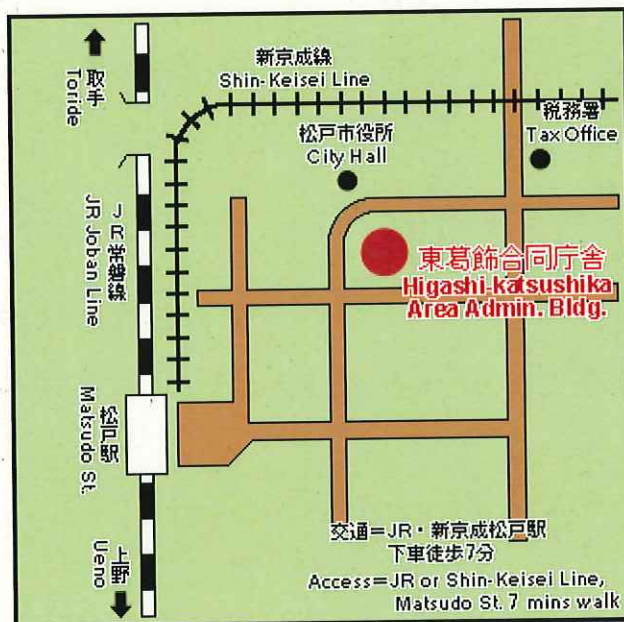 新京成線
Shin-Keisei Line
取手
Toride
税務署
Tax Office
松戸市役所
City Hall
JR常磐線
JR Joban Line
東葛飾合同庁舎
Higashi-katsushika
Area Admin. Bldg.
松戸駅
Matsudo St.
上野
Ueno
交通=JR・新京成松戸駅
下車徒歩7分
Access=JR or Shin-Keisei Line,
Matsudo St. 7 mins walk